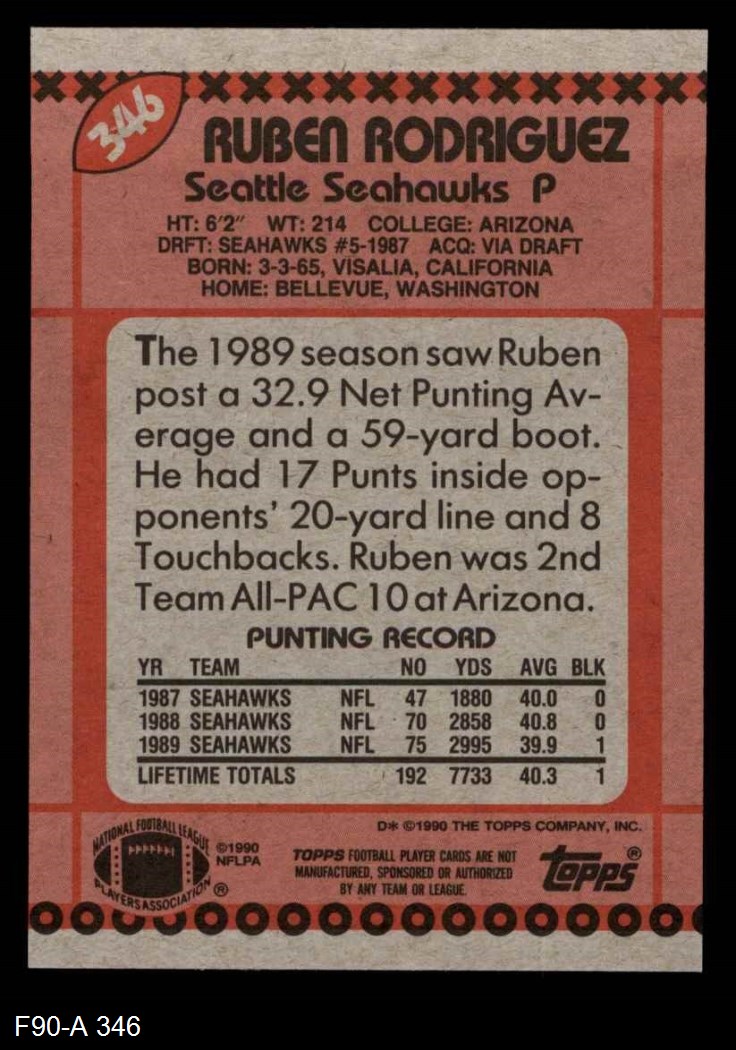 346
RUBEN RODRIGUEZ
Seattle Seahawks P
HT: 6'2" WT: 214 COLLEGE: ARIZONA
DRFT: SEAHAWKS #5-1987 ACQ: VIA DRAFT
BORN: 3-3-65, VISALIA, CALIFORNIA
HOME: BELLEVUE, WASHINGTON
The 1989 season saw Ruben
post a 32.9 Net Punting Av-
erage and a 59-yard boot.
He had 17 Punts inside op-
ponents' 20-yard line and 8
Touchbacks. Ruben was 2nd
Team All-PAC 10 at Arizona.
PUNTING RECORD
YR TEAM NO YDS AVG BLK
1987 SEAHAWKS NFL 47 1880 40.0 0
1988 SEAHAWKS NFL 70 2858 40.8 0
1989 SEAHAWKS NFL 75 2995 39.9 1
LIFETIME TOTALS 192 7733 40.3 1
D* ©1990 THE TOPPS COMPANY, INC.
NATIONAL FOOTBALL LEAGUE
PLAYERS ASSOCIATION ®
©1990
NFLPA
TOPPS FOOTBALL PLAYER CARDS ARE NOT
MANUFACTURED, SPONSORED OR AUTHORIZED
BY ANY TEAM OR LEAGUE.
topps®
F90-A 346